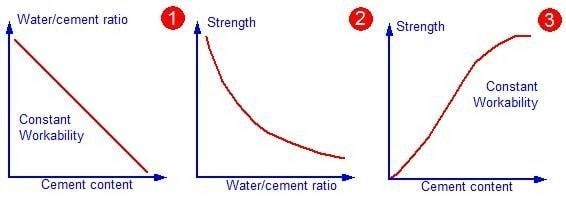 Water/cement ratio
1
Constant
Workability
Cement content
Strength
2
Water/cement ratio
Strength
3
Constant
Workability
Cement content